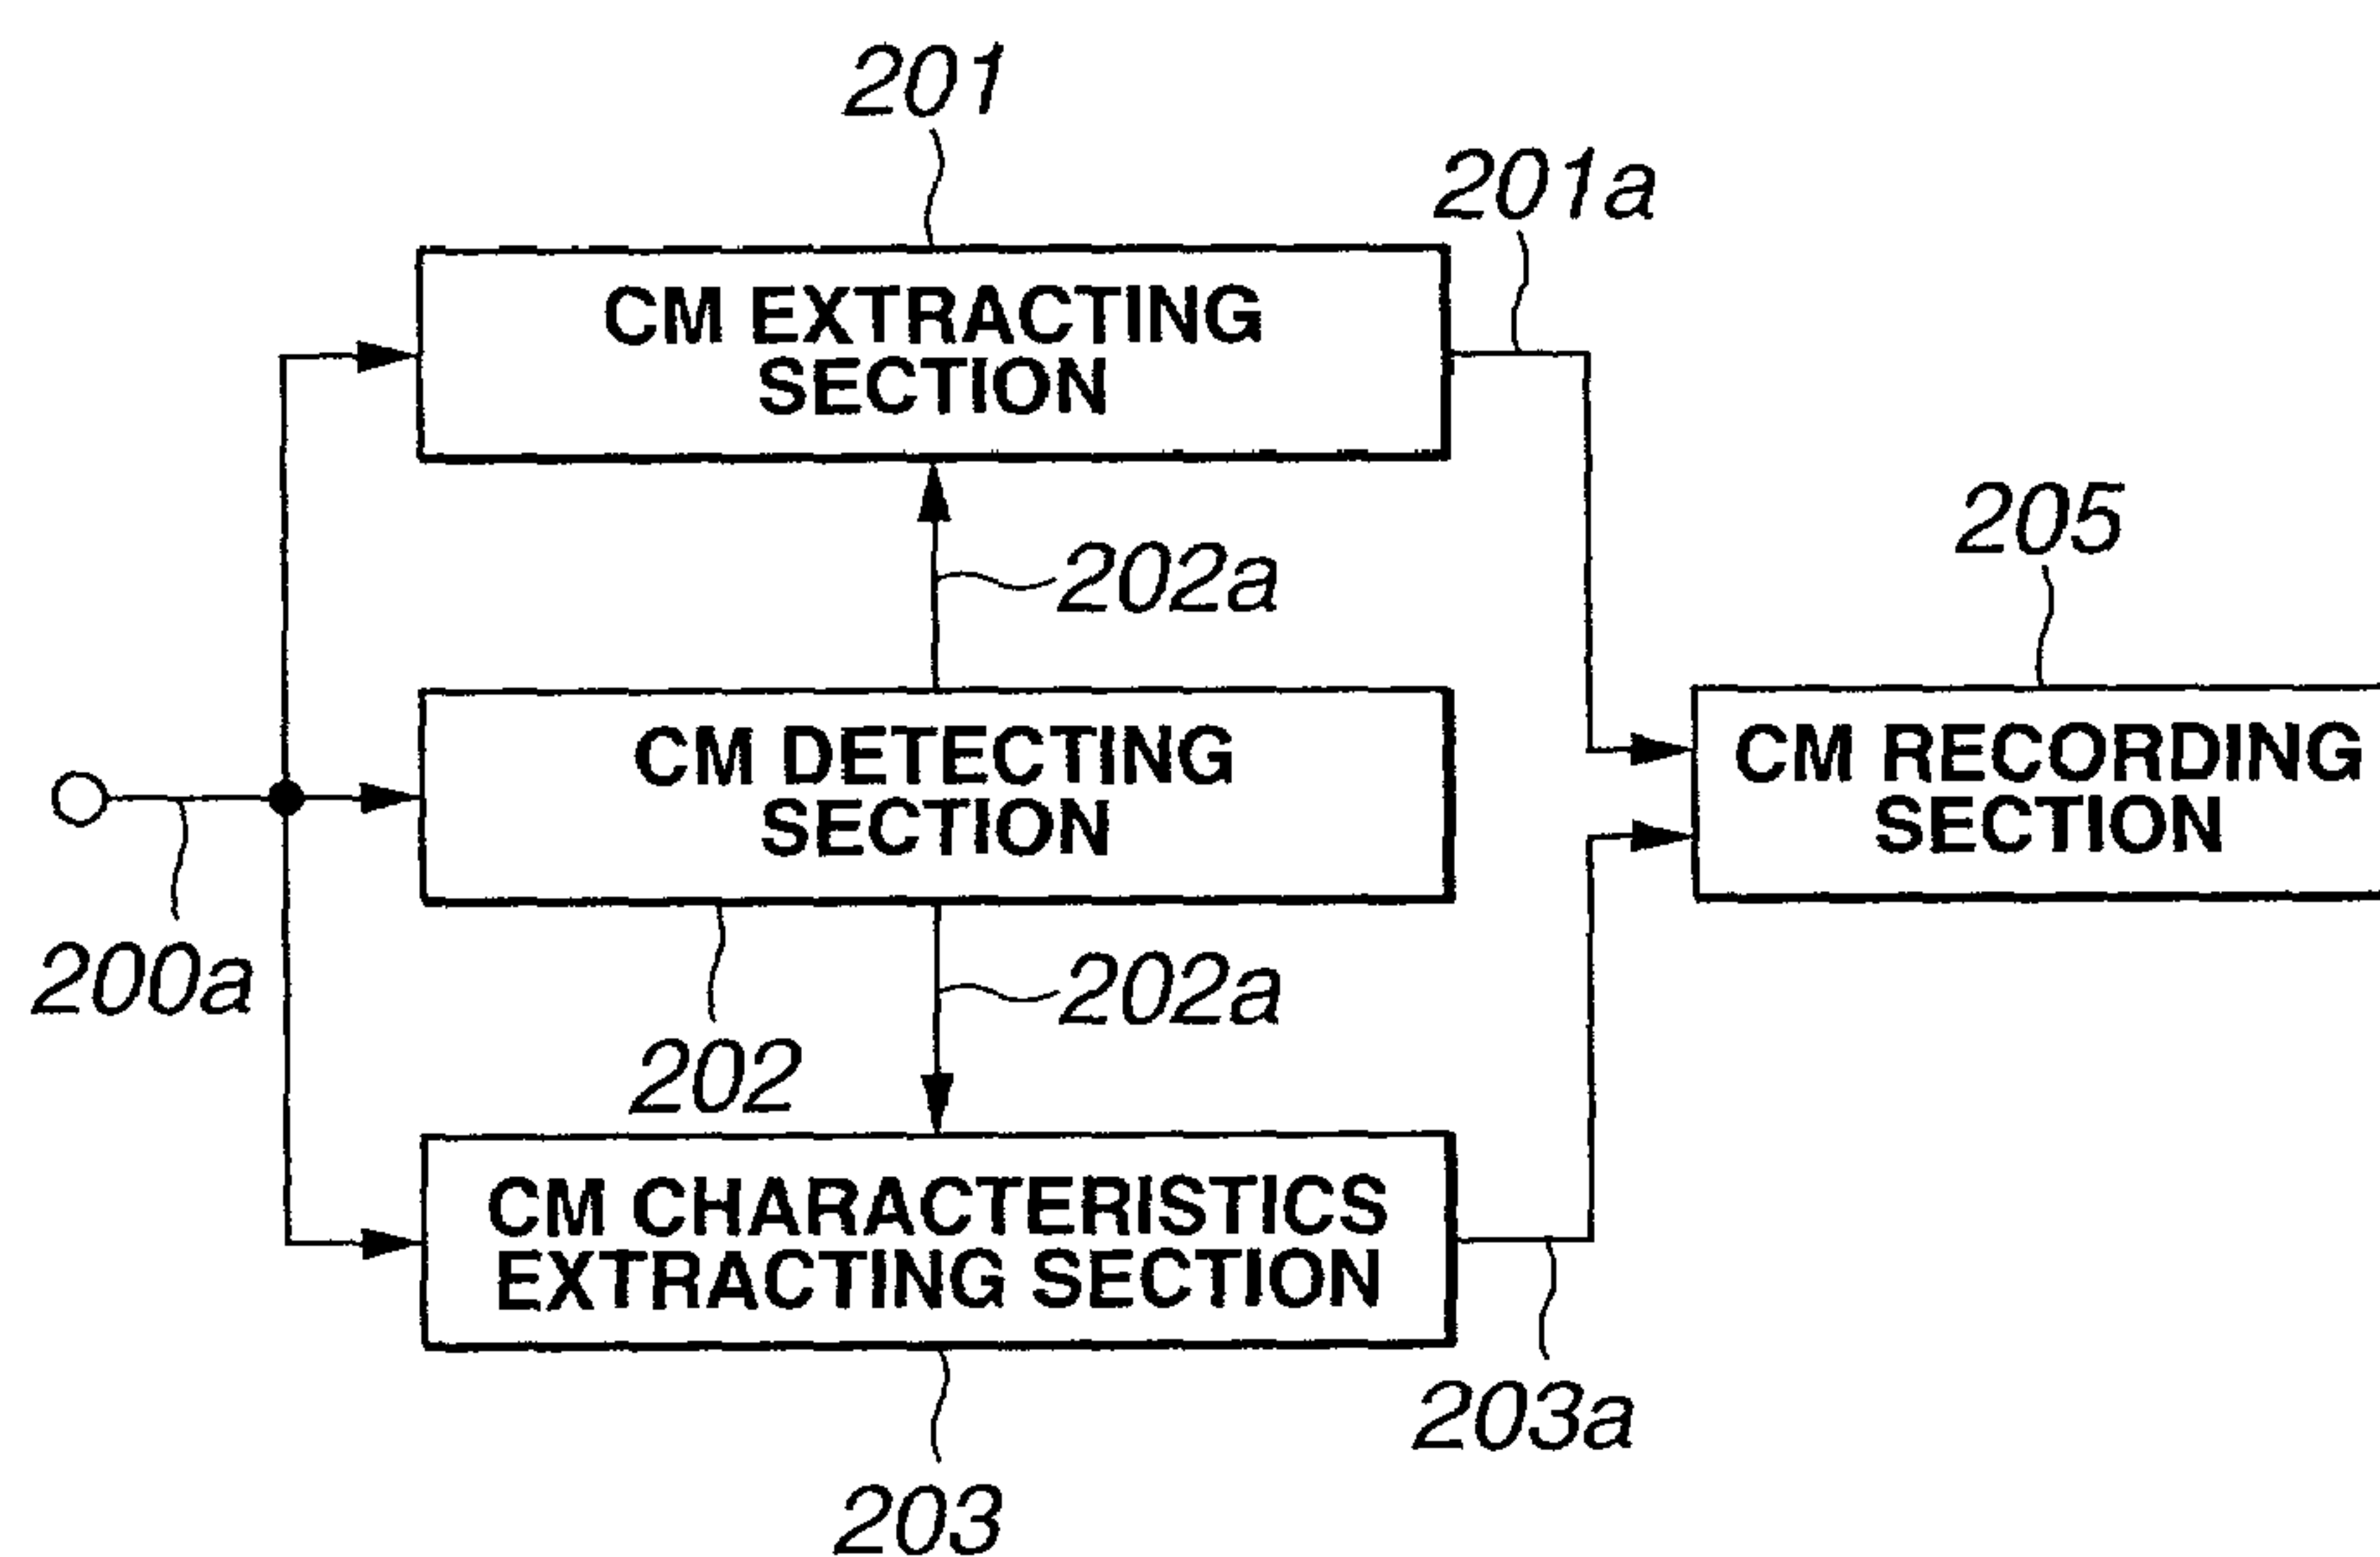 201
201a
CM EXTRACTING
SECTION
202a
205
CM DETECTING
SECTION
CM RECORDING
SECTION
200a
202a
202
CM CHARACTERISTICS
EXTRACTING SECTION
203a
203